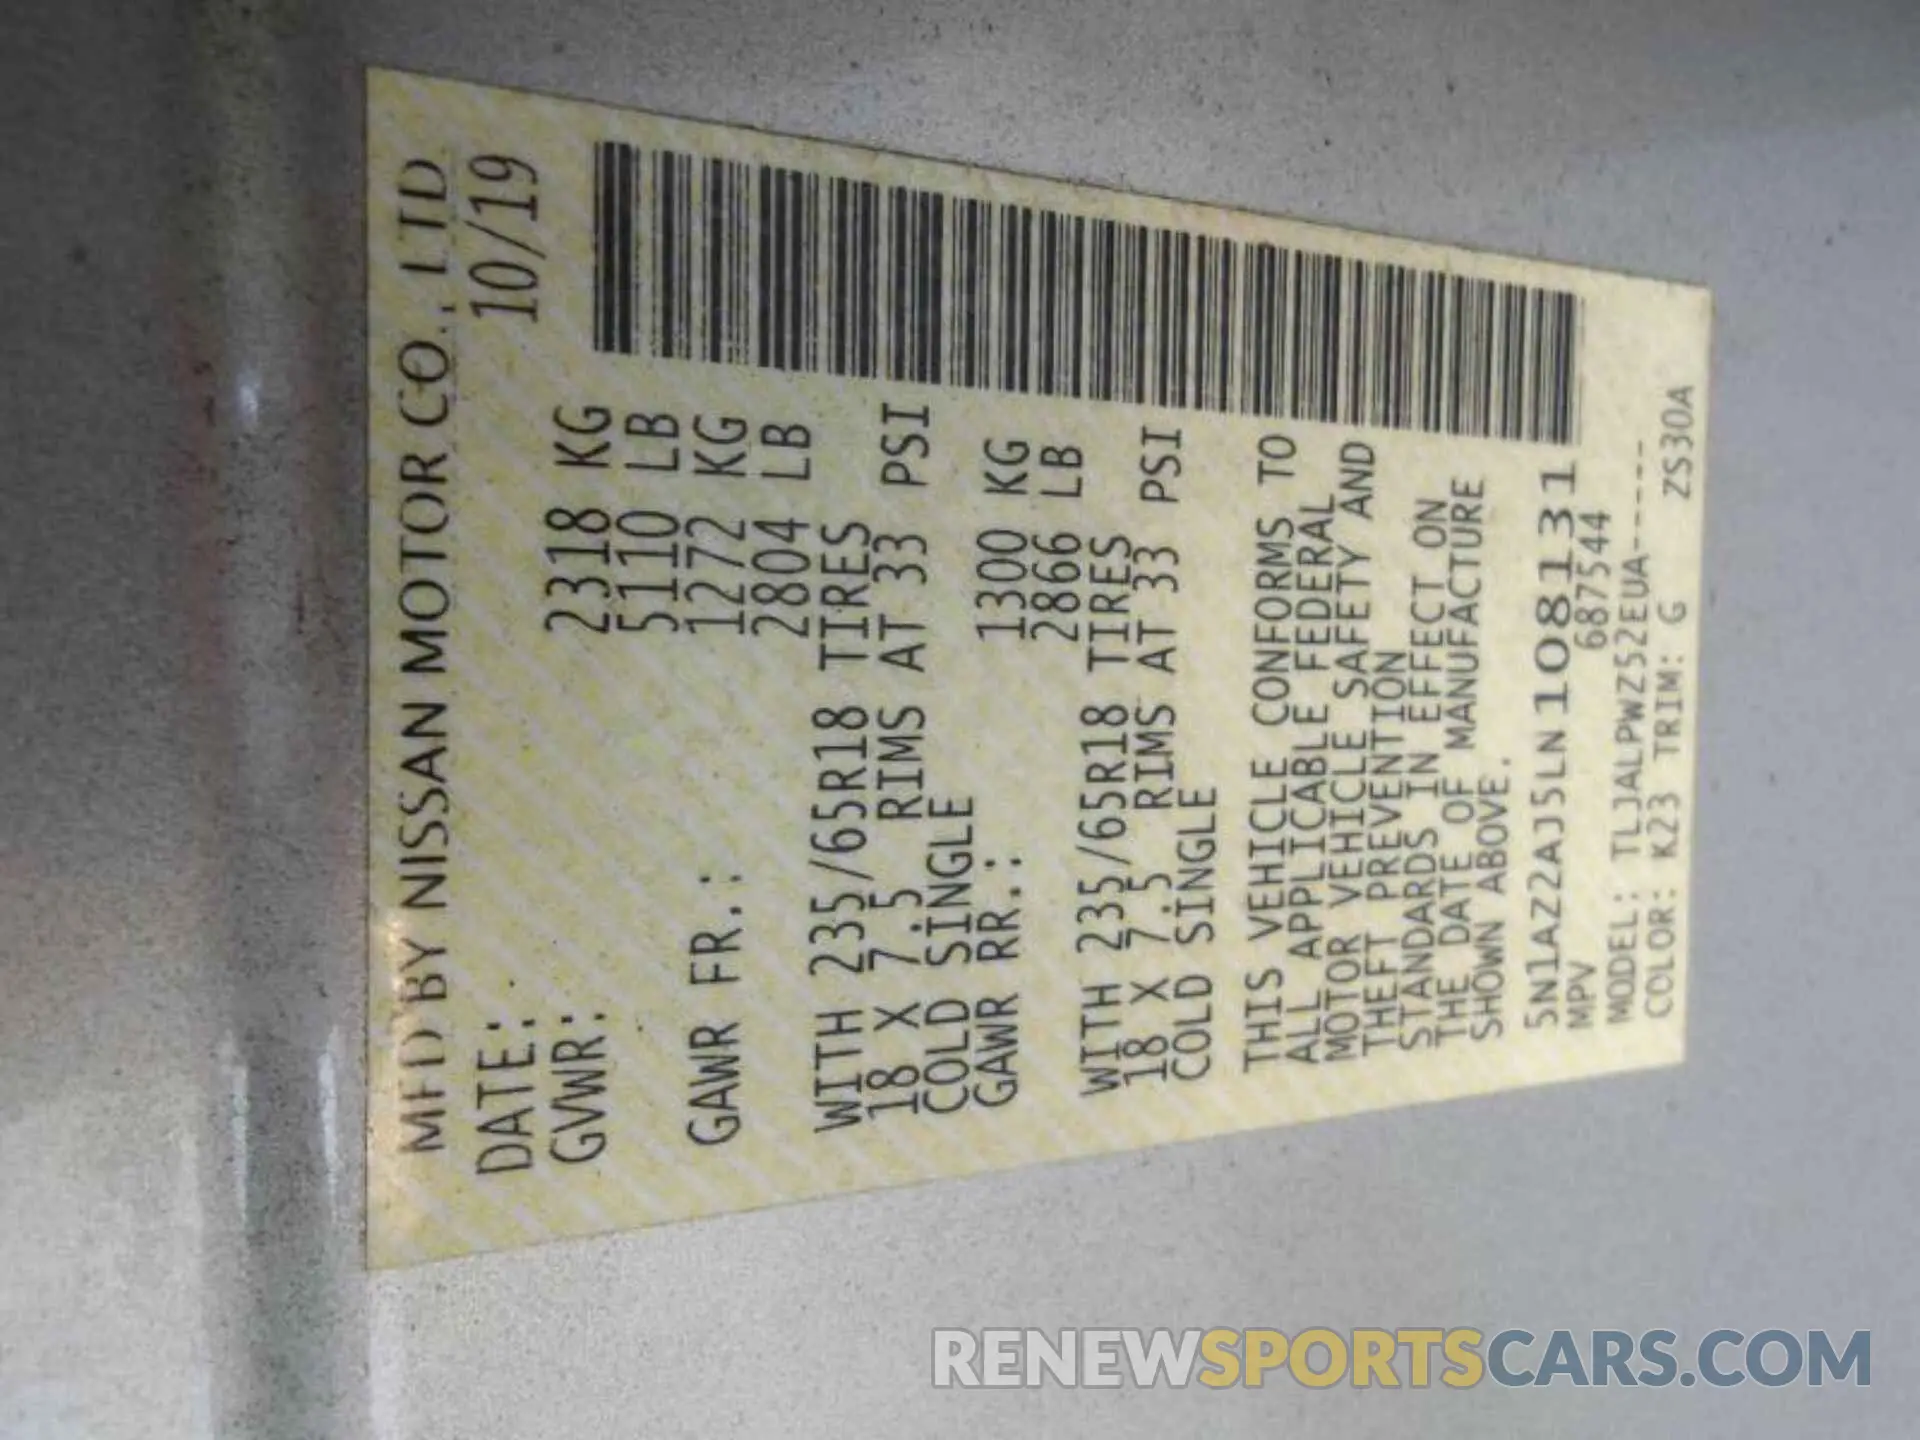 MFD BY NISSAN MOTOR CO., LTD
DATE: 10/19
GVWR: 2318 KG
5110 LB
GAWR FR.: 1272 KG
2804 LB
WITH 235/65R18 TIRES
18 X 7.5 RIMS AT 33 PSI
COLD SINGLE
GAWR RR.: 1300 KG
2866 LB
WITH 235/65R18 TIRES
18 X 7.5 RIMS AT 33 PSI
COLD SINGLE
THIS VEHICLE CONFORMS TO
ALL APPLICABLE FEDERAL
MOTOR VEHICLE SAFETY AND
THEFT PREVENTION
STANDARDS IN EFFECT ON
THE DATE OF MANUFACTURE
SHOWN ABOVE.
5N1AZ2AJ5LN108131
MPV 687544
MODEL: TLJALPWZ52EUA------
COLOR: K23 TRIM: G ZS30A
RENEWSPORTSCARS.COM